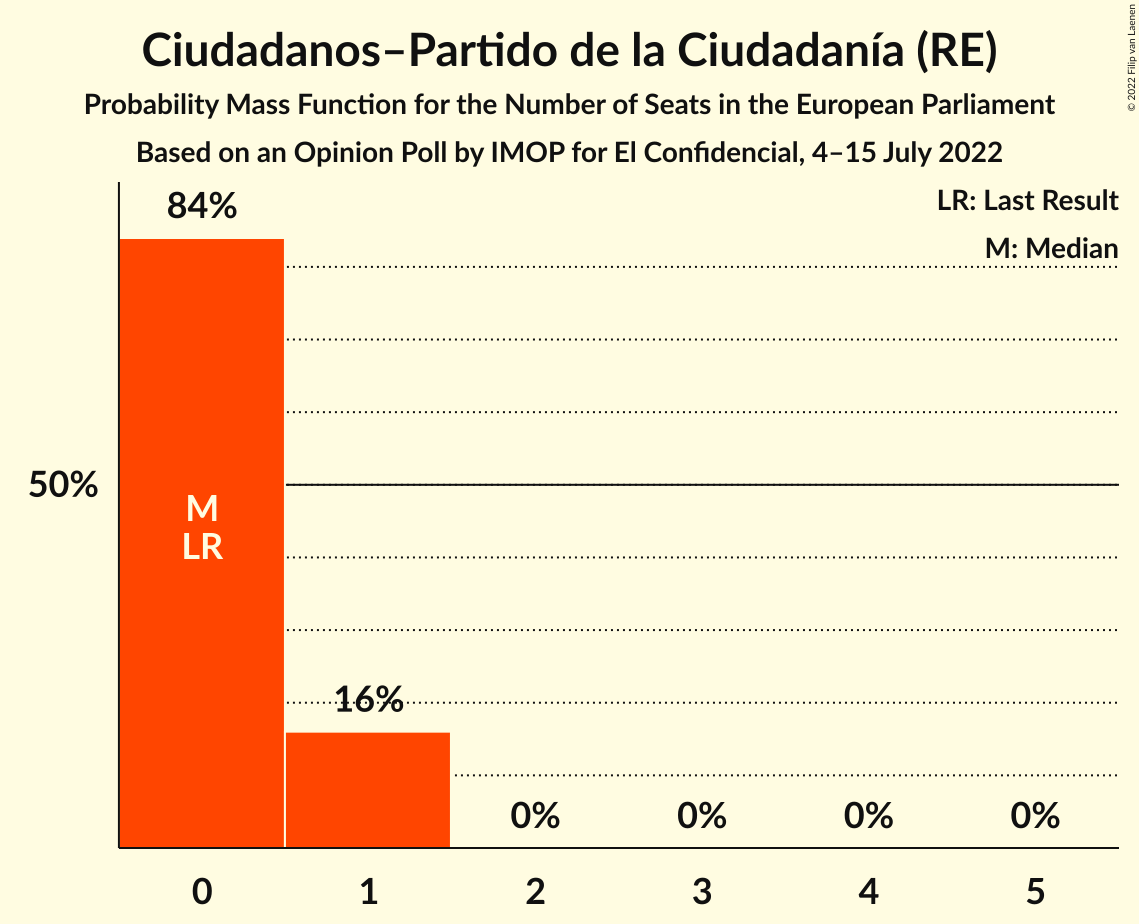 Ciudadanos–Partido de la Ciudadanía (RE)
Probability Mass Function for the Number of Seats in the European Parliament
Based on an Opinion Poll by IMOP for El Confidencial, 4–15 July 2022
© 2022 Filip van Laenen
LR: Last Result
M: Median
84%
50%
M
LR
16%
0%
0%
0%
0%
0
1
2
3
4
5